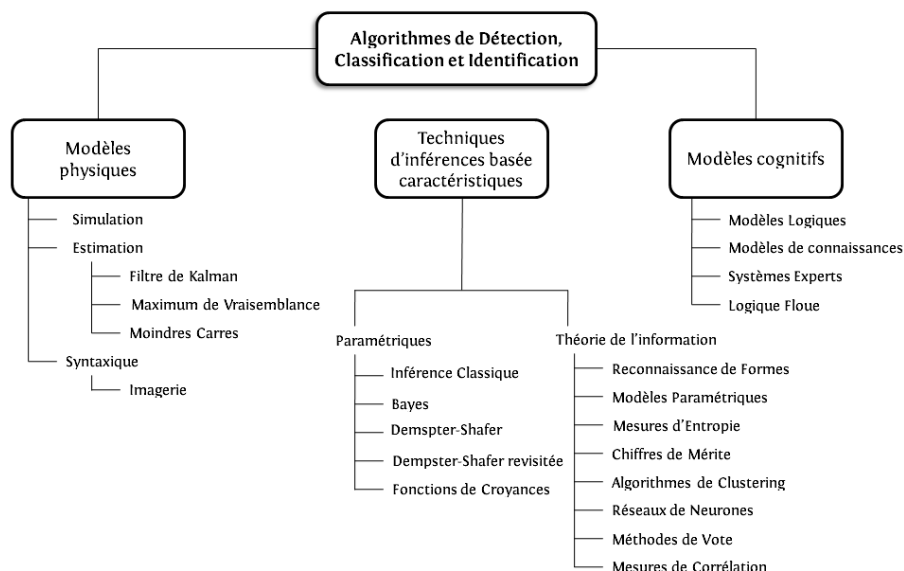 Algorithmes de Détection,
Classification et Identification
Modèles
physiques
Simulation
Estimation
Filtre de Kalman
Maximum de Vraisemblance
Moindres Carres
Syntaxique
Imagerie
Techniques
d'inférences basée
caractéristiques
Paramétriques
Inférence Classique
Bayes
Demspter-Shafer
Dempster-Shafer revisitée
Fonctions de Croyances
Théorie de l'information
Reconnaissance de Formes
Modèles Paramétriques
Mesures d'Entropie
Chiffres de Mérite
Algorithmes de Clustering
Réseaux de Neurones
Méthodes de Vote
Mesures de Corrélation
Modèles cognitifs
Modèles Logiques
Modèles de connaissances
Systèmes Experts
Logique Floue